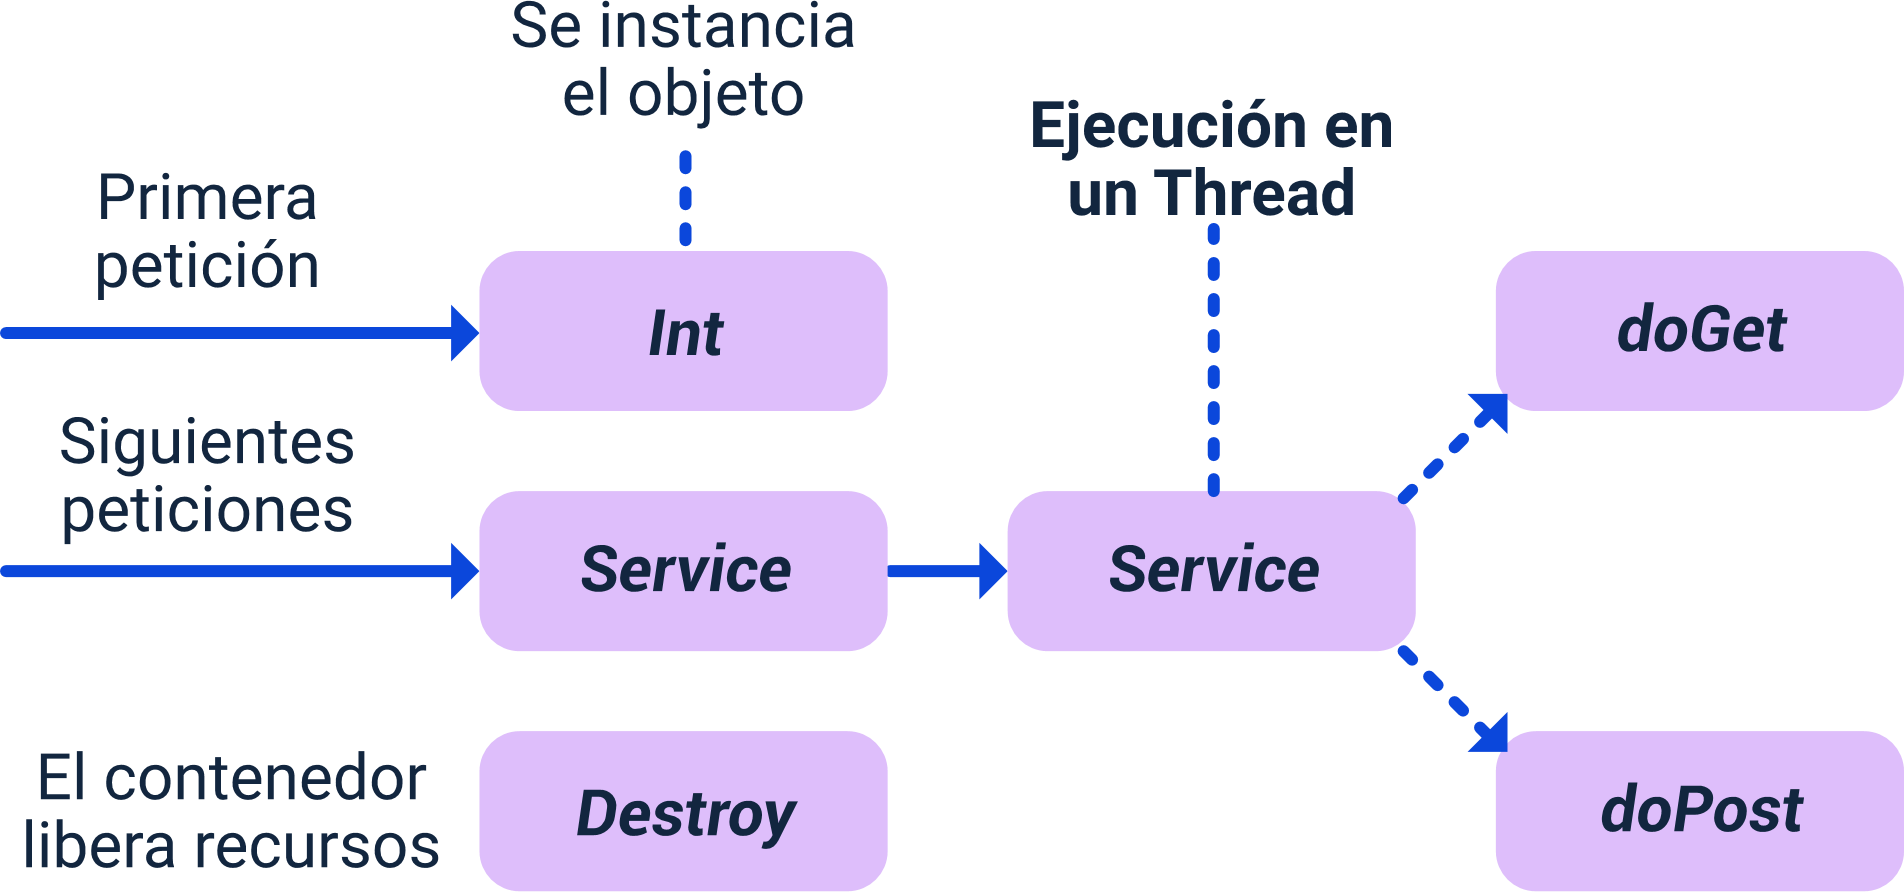 Se instancia
el objeto
Ejecución en
un Thread
Primera
petición
Int
doGet
Siguientes
peticiones
Service
Service
El contenedor
libera recursos
Destroy
doPost